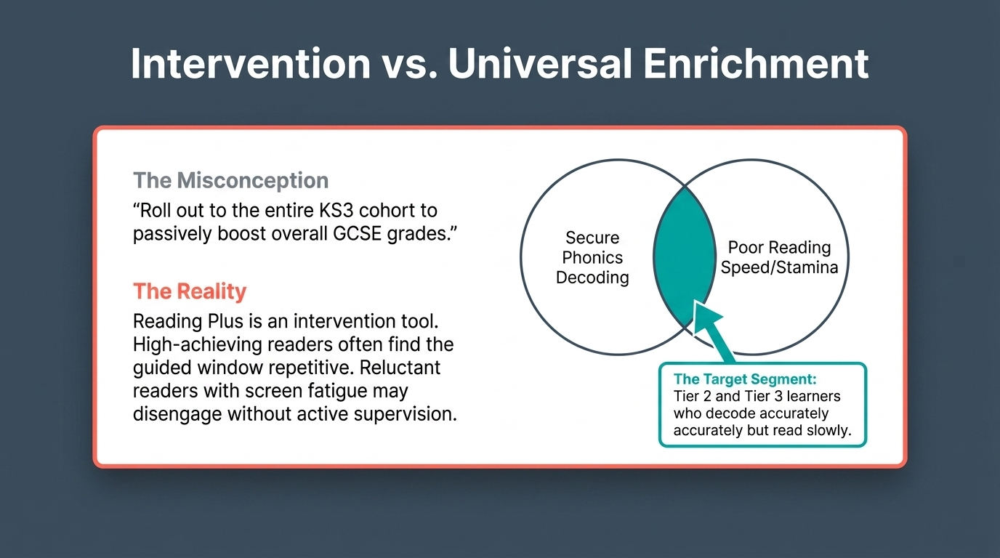 Intervention vs. Universal Enrichment
The Misconception
“Roll out to the entire KS3 cohort to
passively boost overall GCSE grades.”
The Reality
Reading Plus is an intervention tool.
High-achieving readers often find the
guided window repetitive. Reluctant
readers with screen fatigue may
disengage without active supervision.
Secure
Phonics
Decoding
Poor Reading
Speed/Stamina
The Target Segment:
Tier 2 and Tier 3 learners
who decode accurately
accurately but read slowly.